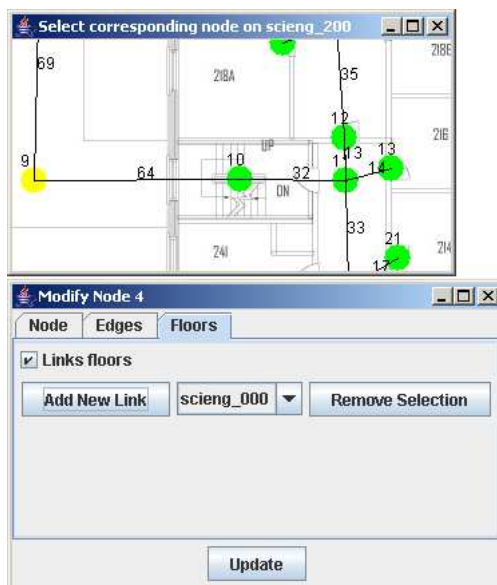 Select corresponding node on scieng_200
69
218A
35
218E
12
9
10
UP
13
13
216
64
32
11
14
DN
33
21
241
214
17
Modify Node 4
Node Edges Floors
Links floors
Add New Link scieng_000 Remove Selection
Update